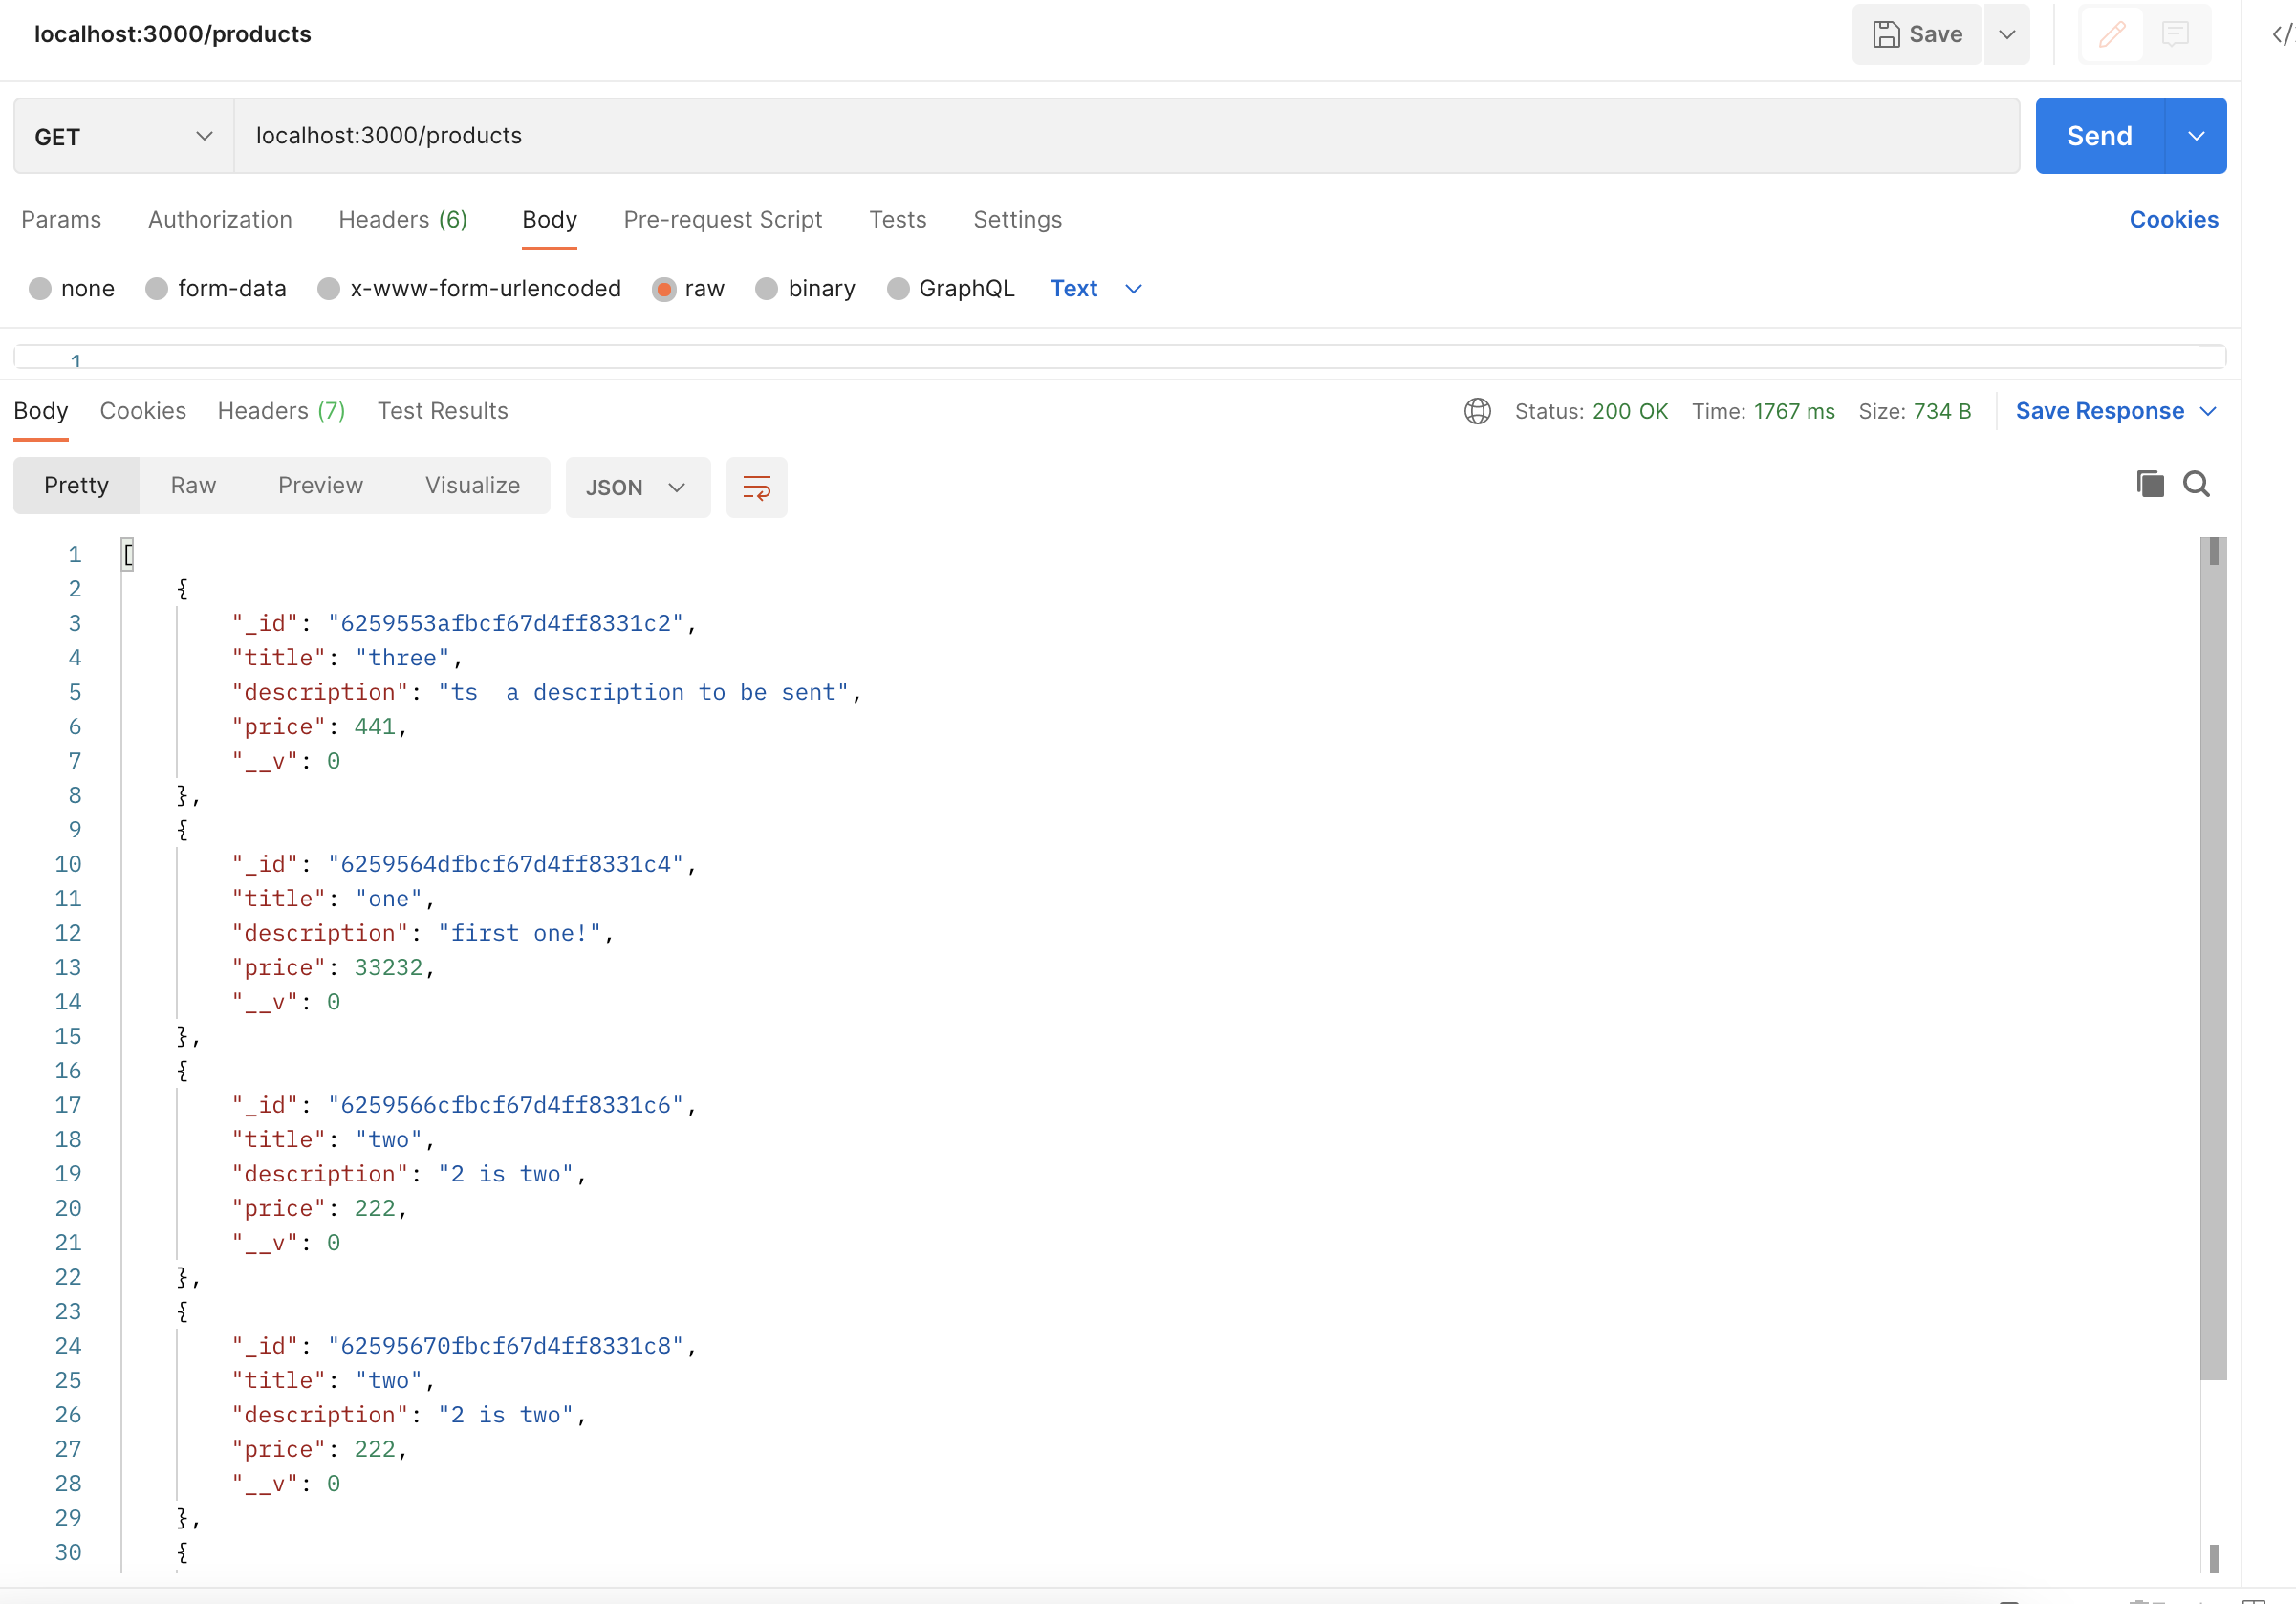 localhost:3000/products
Save
GET localhost:3000/products Send
Params Authorization Headers (6) Body Pre-request Script Tests Settings Cookies
none form-data x-www-form-urlencoded raw binary GraphQL Text
1
Body Cookies Headers (7) Test Results Status: 200 OK Time: 1767 ms Size: 734 B Save Response
Pretty Raw Preview Visualize JSON
1 [
2 {
3 "_id": "6259553afbcf67d4ff8331c2",
4 "title": "three",
5 "description": "ts  a description to be sent",
6 "price": 441,
7 "__v": 0
8 },
9 {
10 "_id": "6259564dfbcf67d4ff8331c4",
11 "title": "one",
12 "description": "first one!",
13 "price": 33232,
14 "__v": 0
15 },
16 {
17 "_id": "6259566cfbcf67d4ff8331c6",
18 "title": "two",
19 "description": "2 is two",
20 "price": 222,
21 "__v": 0
22 },
23 {
24 "_id": "62595670fbcf67d4ff8331c8",
25 "title": "two",
26 "description": "2 is two",
27 "price": 222,
28 "__v": 0
29 },
30 {